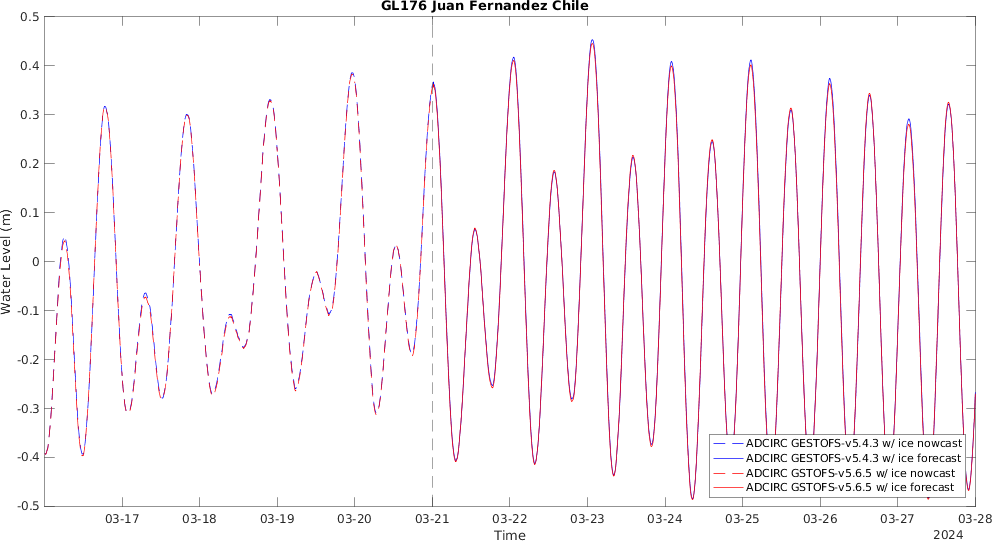 GL176 Juan Fernandez Chile
0.5
0.4
0.3
0.2
0.1
0
-0.1
-0.2
-0.3
-0.4
-0.5
Water Level (m)
ADCIRC GESTOFS-v5.4.3 w/ ice nowcast
ADCIRC GESTOFS-v5.4.3 w/ ice forecast
ADCIRC GSTOFS-v5.6.5 w/ ice nowcast
ADCIRC GSTOFS-v5.6.5 w/ ice forecast
03-17 03-18 03-19 03-20 03-21 03-22 03-23 03-24 03-25 03-26 03-27 03-28
Time
2024